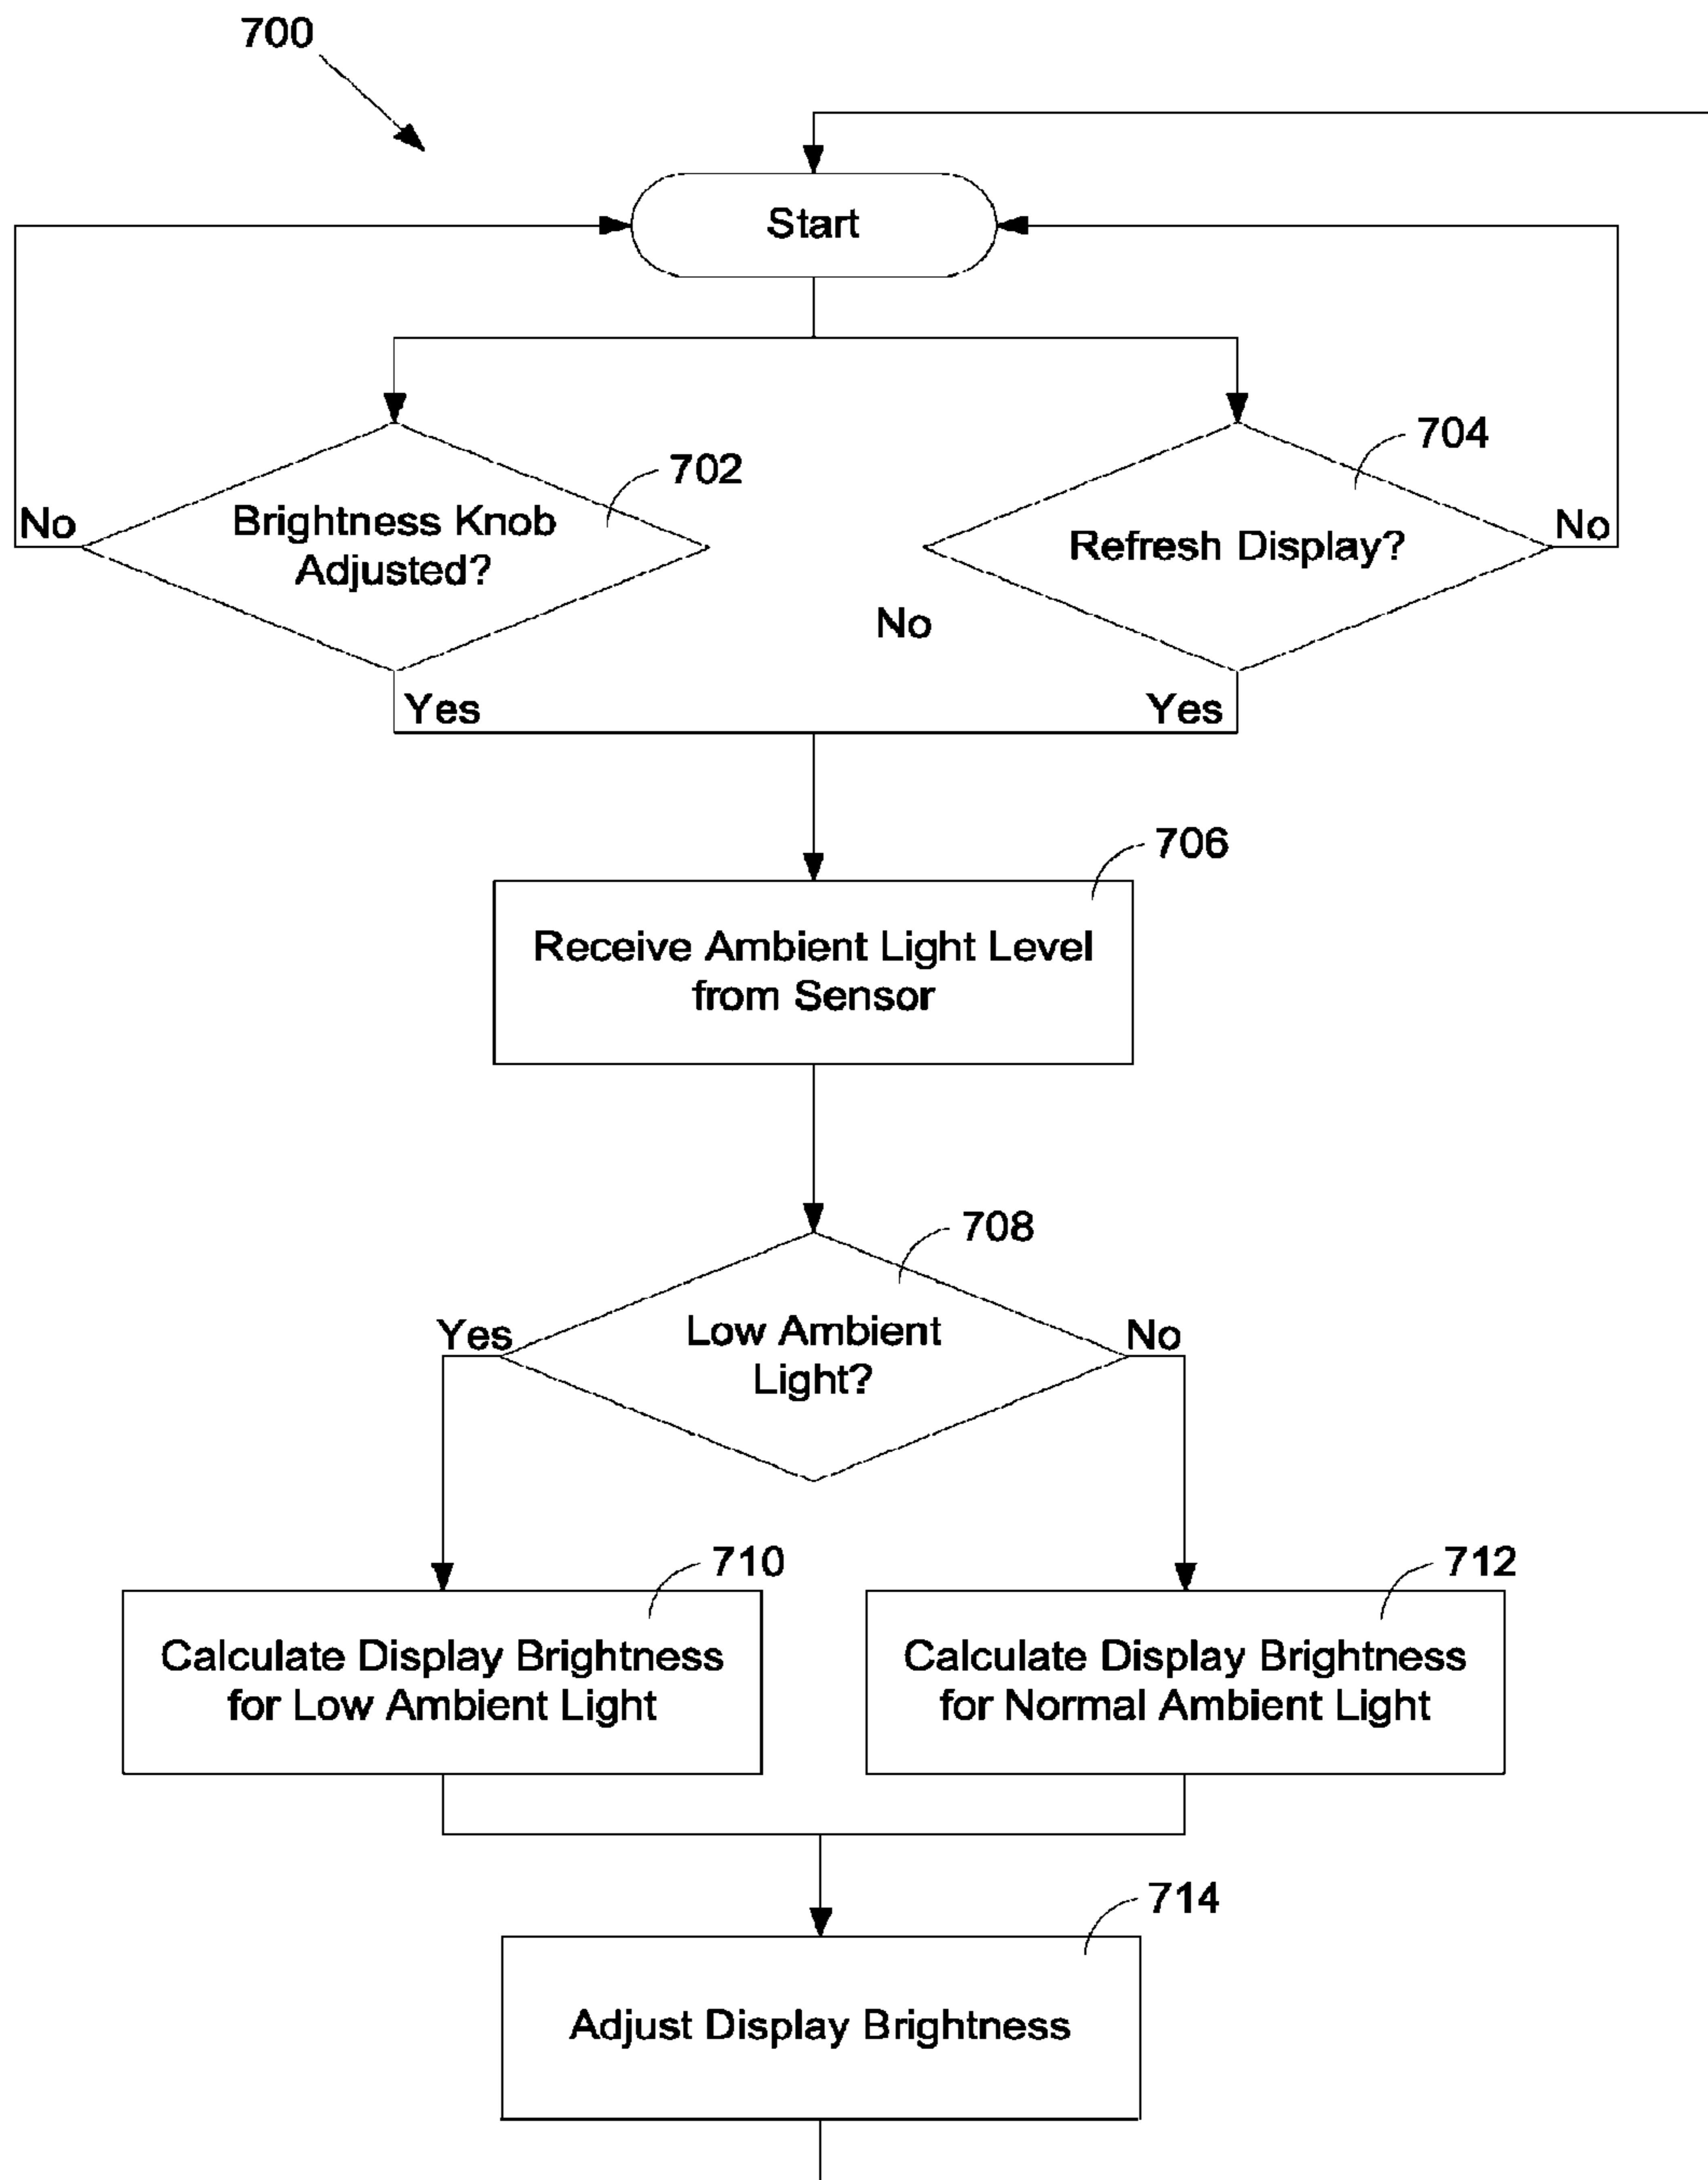 700
Start
702
704
No
Brightness Knob
Adjusted?
Refresh Display?
No
No
Yes
Yes
706
Receive Ambient Light Level
from Sensor
708
Yes
Low Ambient
Light?
No
710
712
Calculate Display Brightness
for Low Ambient Light
Calculate Display Brightness
for Normal Ambient Light
714
Adjust Display Brightness